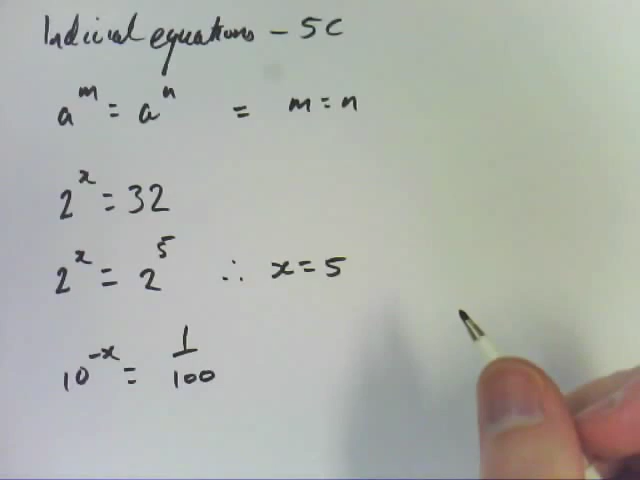 Indicial equations - 5C
a^m = a^n = m = n
2^x = 32
2^x = 2^5 ∴ x = 5
10^-x = 1/100